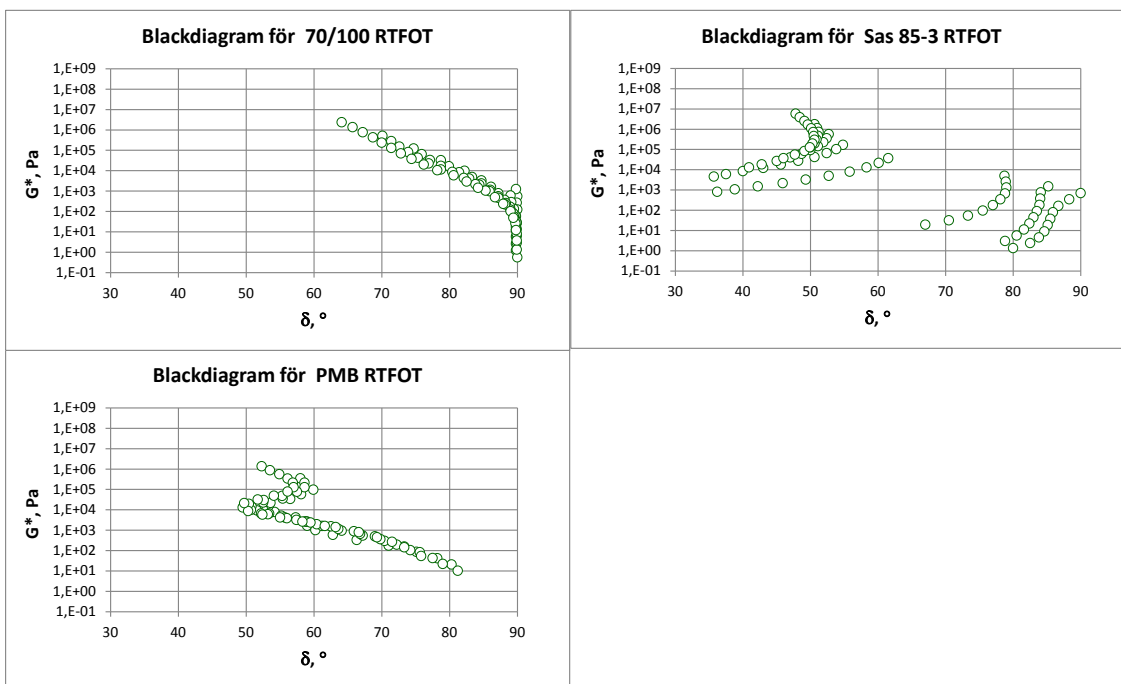 Blackdiagram för 70/100 RTFOT
G*, Pa
1,E+09
1,E+08
1,E+07
1,E+06
1,E+05
1,E+04
1,E+03
1,E+02
1,E+01
1,E+00
1,E-01
30 40 50 60 70 80 90
δ, °
Blackdiagram för Sas 85-3 RTFOT
G*, Pa
1,E+09
1,E+08
1,E+07
1,E+06
1,E+05
1,E+04
1,E+03
1,E+02
1,E+01
1,E+00
1,E-01
30 40 50 60 70 80 90
δ, °
Blackdiagram för PMB RTFOT
G*, Pa
1,E+09
1,E+08
1,E+07
1,E+06
1,E+05
1,E+04
1,E+03
1,E+02
1,E+01
1,E+00
1,E-01
30 40 50 60 70 80 90
δ, °